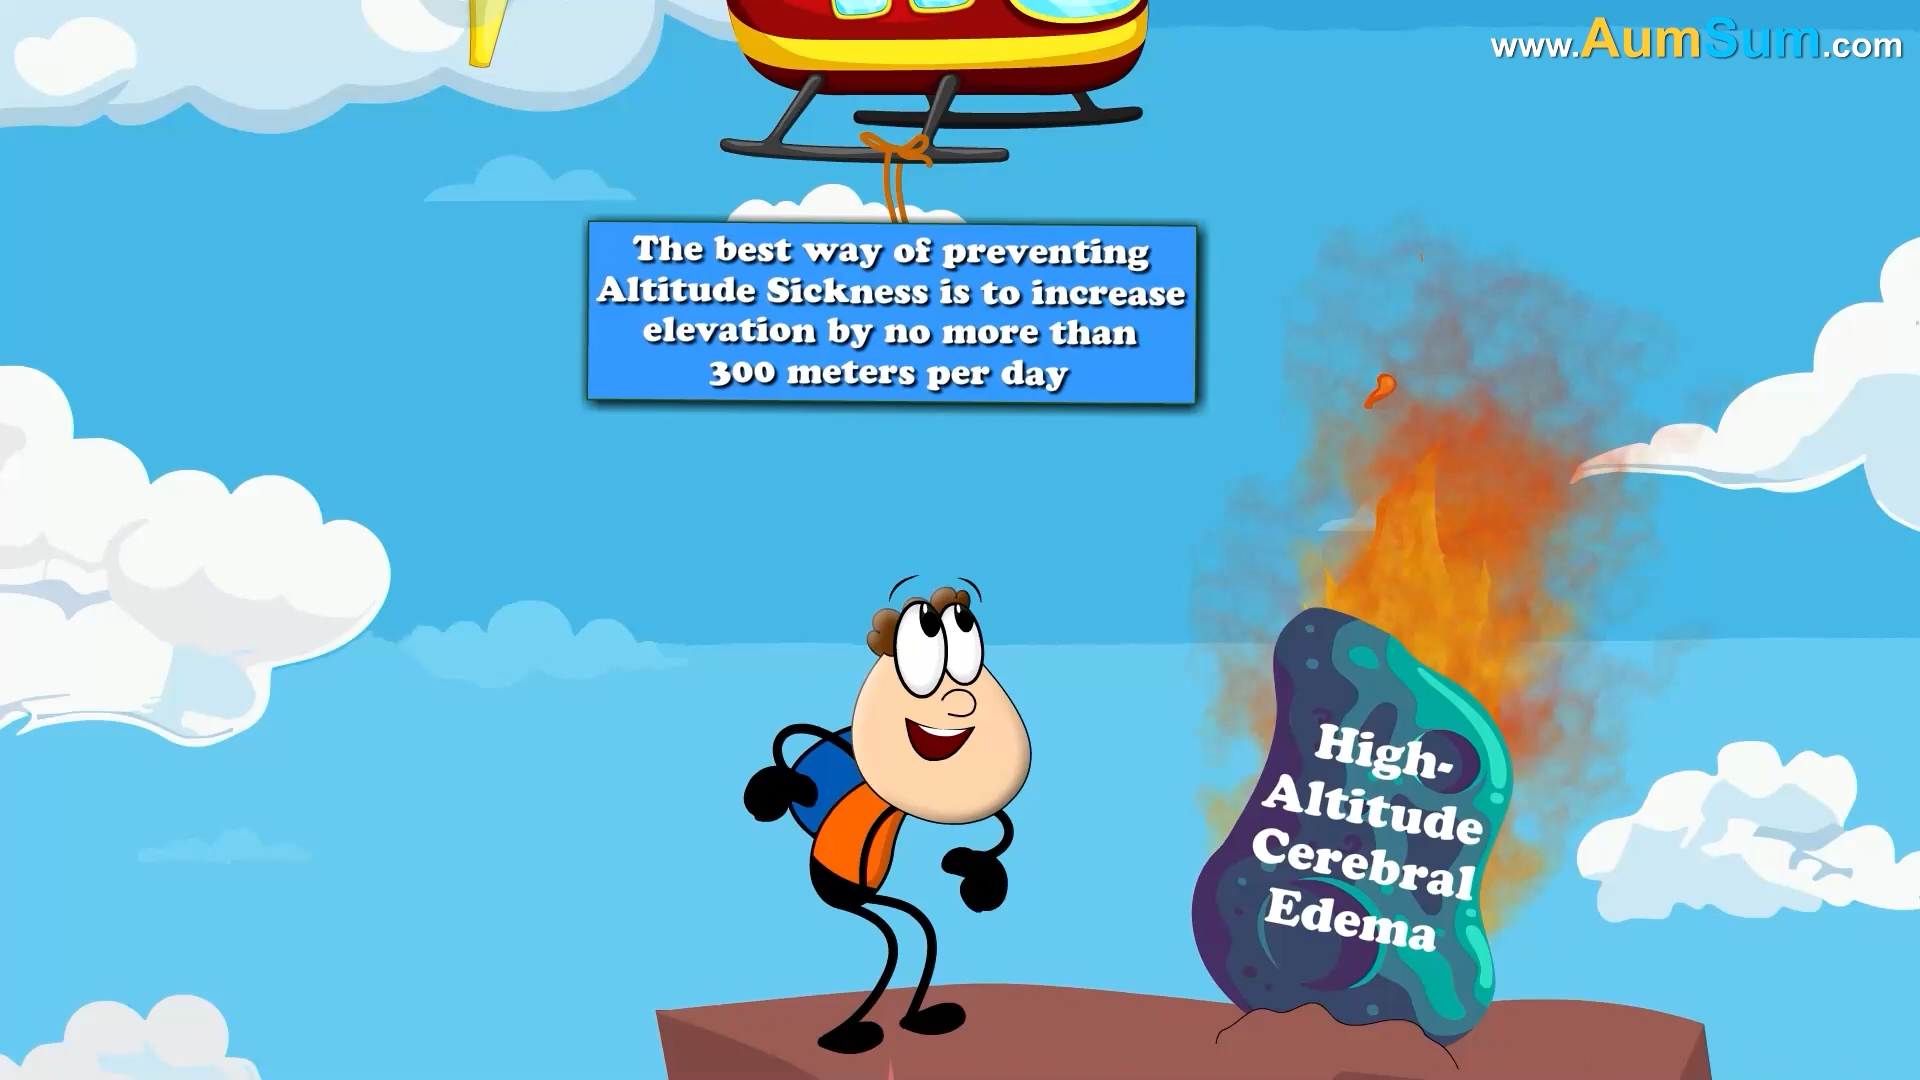 www.AumSum.com
The best way of preventing
Altitude Sickness is to increase
elevation by no more than
300 meters per day
High-
Altitude
Cerebral
Edema